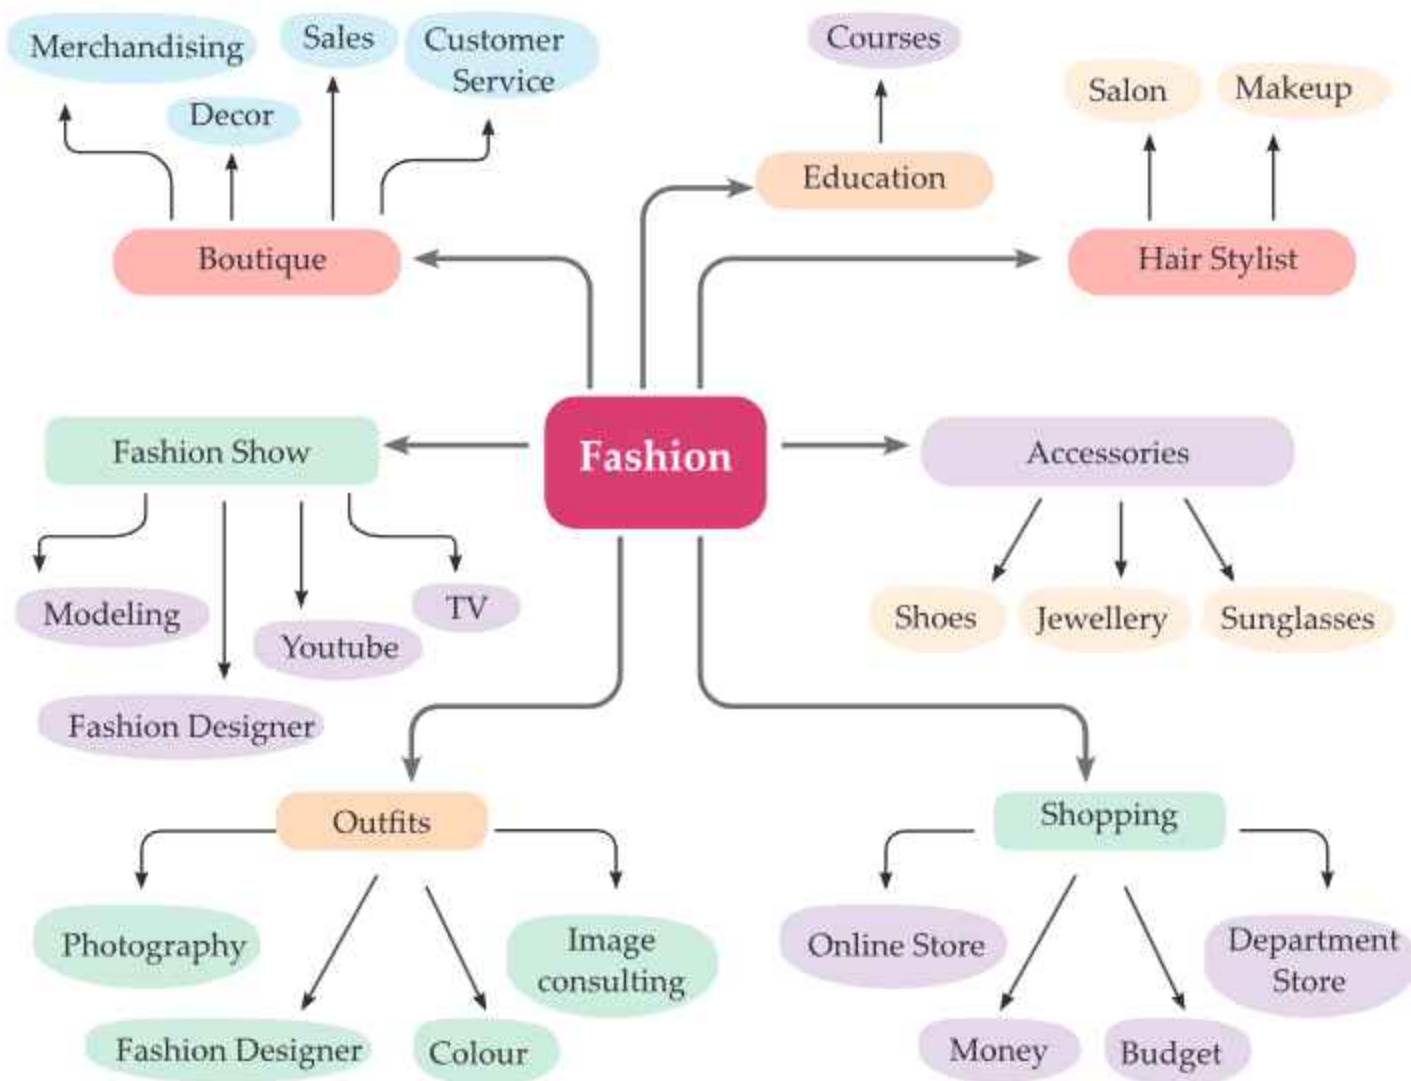 Merchandising
Sales
Customer
Service
Decor
Courses
Salon
Makeup
Education
Boutique
Hair Stylist
Fashion Show
Fashion
Accessories
Modeling
TV
Youtube
Fashion Designer
Shoes
Jewellery
Sunglasses
Outfits
Shopping
Photography
Image
consulting
Fashion Designer
Colour
Online Store
Department
Store
Money
Budget